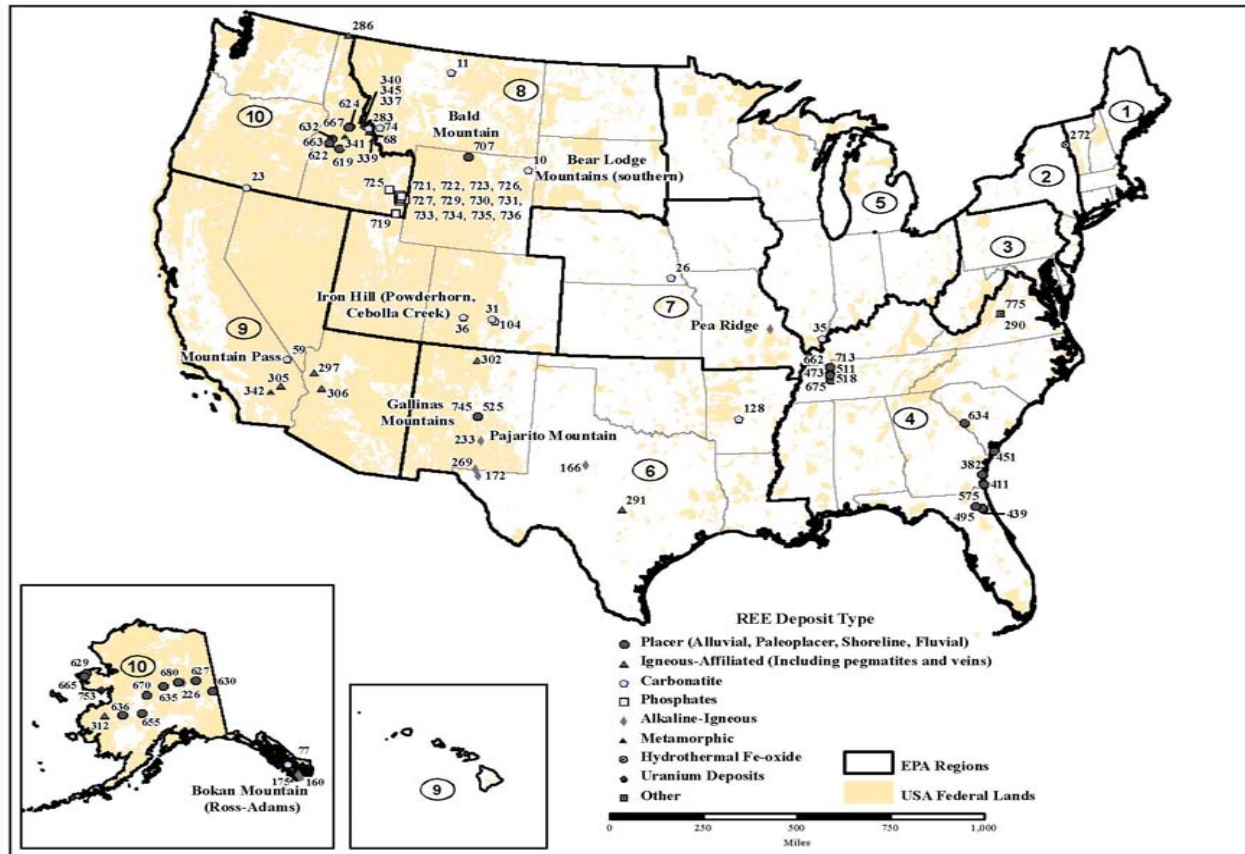 286
11
340
345
337
8
624
10
632
667
283
74
Bald
Mountain
1
663
341
68
707
272
622
619
339
10
Bear Lodge
Mountains (southern)
2
23
725
721, 722, 723, 726,
727, 729, 730, 731,
733, 734, 735, 736
5
719
3
26
Iron Hill (Powderhorn,
Cebolla Creek)
31
7
775
36
104
9
Pea Ridge
35
290
Mountain Pass
59
662
713
302
473
511
297
675
518
305
342
306
128
Gallinas
Mountains
745
525
4
634
233
Pajarito Mountain
451
269
172
166
6
382
411
291
575
495
439
REE Deposit Type
Placer (Alluvial, Paleoplacer, Shoreline, Fluvial)
Igneous-Affiliated (Including pegmatites and veins)
Carbonatite
Phosphates
Alkaline-Igneous
Metamorphic
Hydrothermal Fe-oxide
Uranium Deposits
Other
EPA Regions
USA Federal Lands
0 250 500 750 1,000
Miles
629
10
680
627
665
670
630
753
635
226
636
312
655
77
175
160
Bokan Mountain
(Ross-Adams)
9